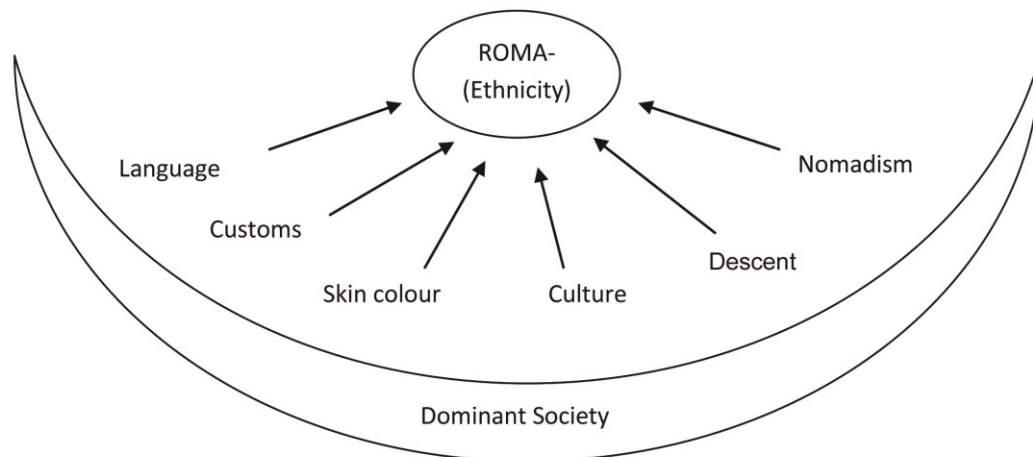 ROMA-
(Ethnicity)
Language
Nomadism
Customs
Descent
Skin colour
Culture
Dominant Society